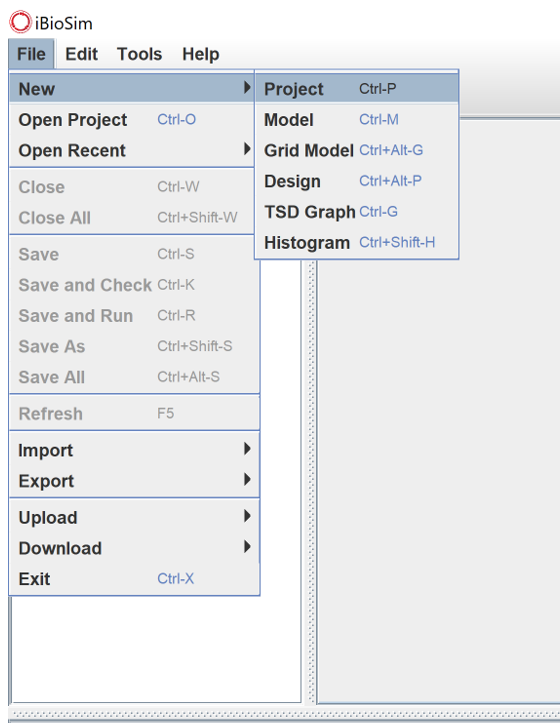 iBioSim
File Edit Tools Help
New
Open Project Ctrl-O
Open Recent
Close Ctrl-W
Close All Ctrl+Shift-W
Save Ctrl-S
Save and Check Ctrl-K
Save and Run Ctrl-R
Save As Ctrl+Shift-S
Save All Ctrl+Alt-S
Refresh F5
Import
Export
Upload
Download
Exit Ctrl-X
Project Ctrl-P
Model Ctrl-M
Grid Model Ctrl+Alt-G
Design Ctrl+Alt-P
TSD Graph Ctrl-G
Histogram Ctrl+Shift-H